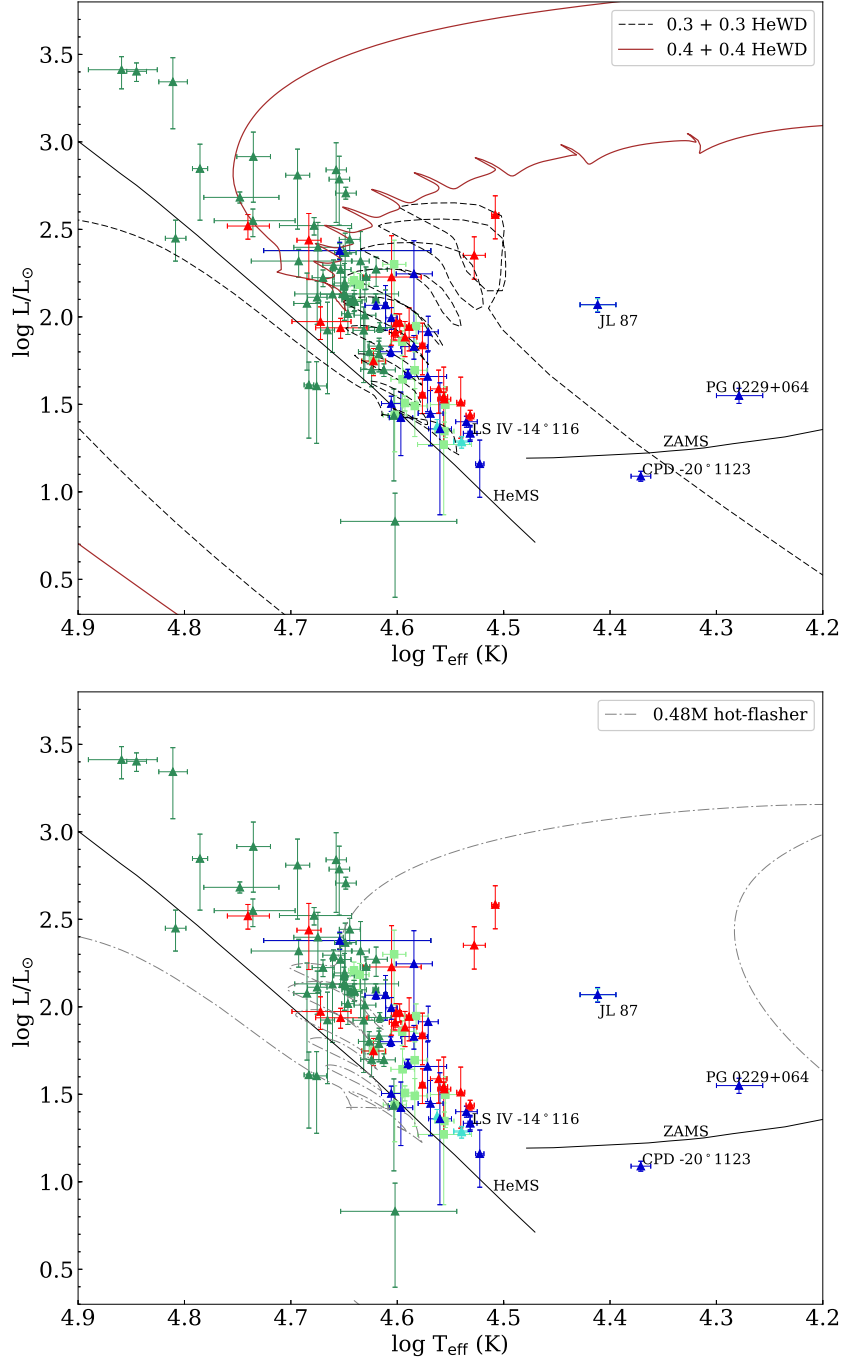 0.3 + 0.3 HeWD
0.4 + 0.4 HeWD
3.5
3.0
2.5
2.0
1.5
1.0
0.5
log L/L⊙
JL 87
PG 0229+064
LS IV -14°116
ZAMS
CPD -20°1123
HeMS
4.9 4.8 4.7 4.6 4.5 4.4 4.3 4.2
log Teff (K)
0.48M hot-flasher
3.5
3.0
2.5
2.0
1.5
1.0
0.5
log L/L⊙
JL 87
PG 0229+064
LS IV -14°116
ZAMS
CPD -20°1123
HeMS
4.9 4.8 4.7 4.6 4.5 4.4 4.3 4.2
log Teff (K)